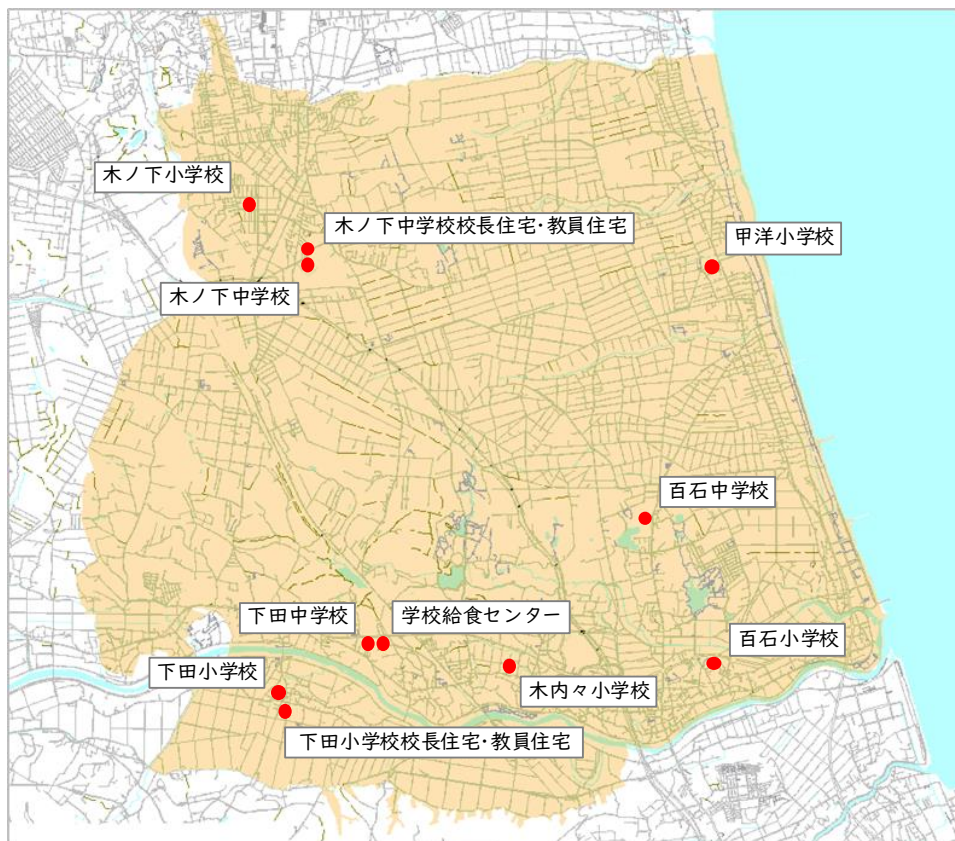 木ノ下小学校
木ノ下中学校校長住宅・教員住宅
甲洋小学校
木ノ下中学校
百石中学校
下田中学校
学校給食センター
百石小学校
下田小学校
木内々小学校
下田小学校校長住宅・教員住宅